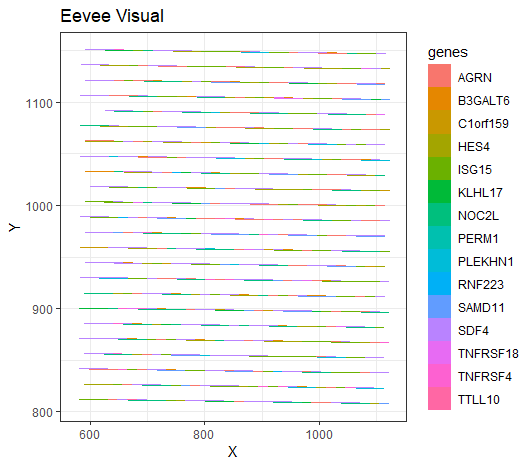 Eevee Visual
Y
1100
1000
900
800
600
800
1000
X
genes
AGRN
B3GALT6
C1orf159
HES4
ISG15
KLHL17
NOC2L
PERM1
PLEKHN1
RNF223
SAMD11
SDF4
TNFRSF18
TNFRSF4
TTLL10